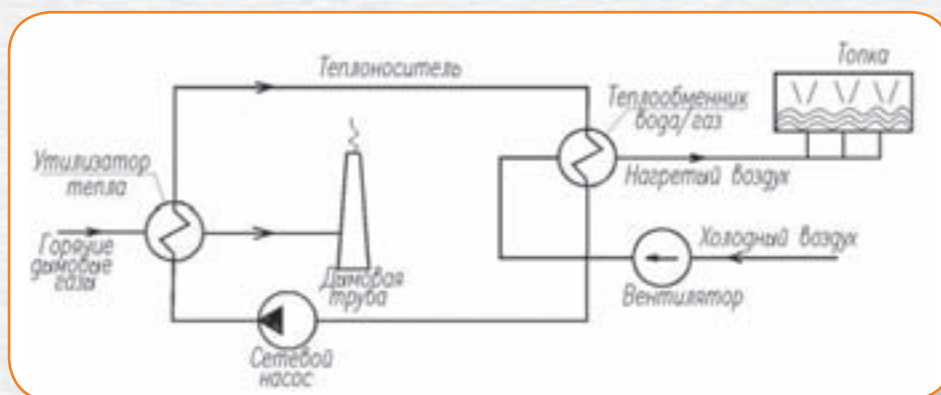 Топка
Теплоноситель
Теплообменник
вода/газ
Утилизатор
тепла
Нагретый воздух
Горячие
дымовые
газы
Холодный воздух
Дымовая
труба
Вентилятор
Сетевой
насос